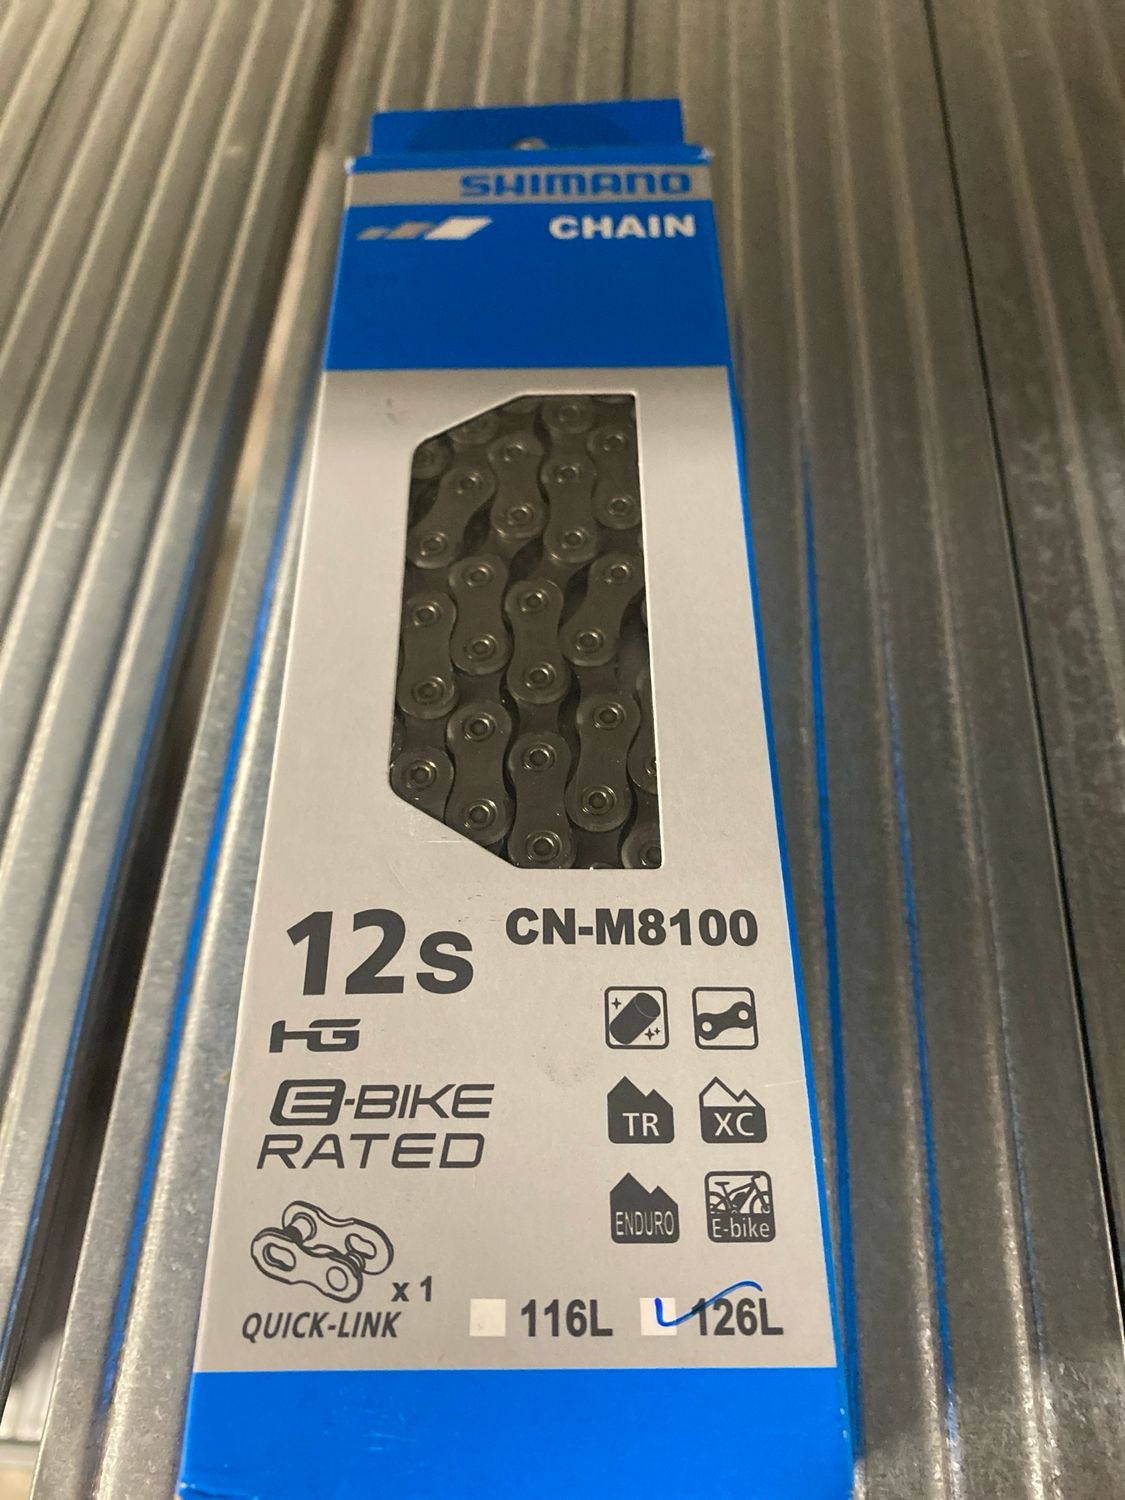 SHIMANO
CHAIN
12s CN-M8100
HG
E-BIKE
RATED
TR XC
ENDURO E-bike
x 1
QUICK-LINK
116L 126L